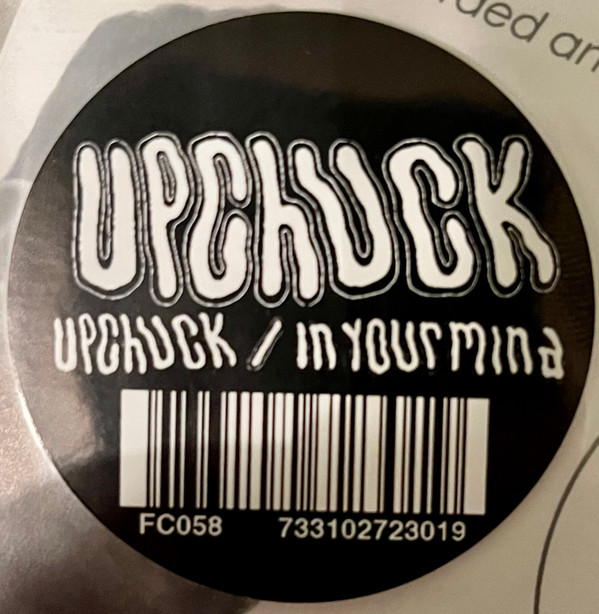 ded an
UPChUCK
UPChUCK / in YOUr mind
FC058 733102723019